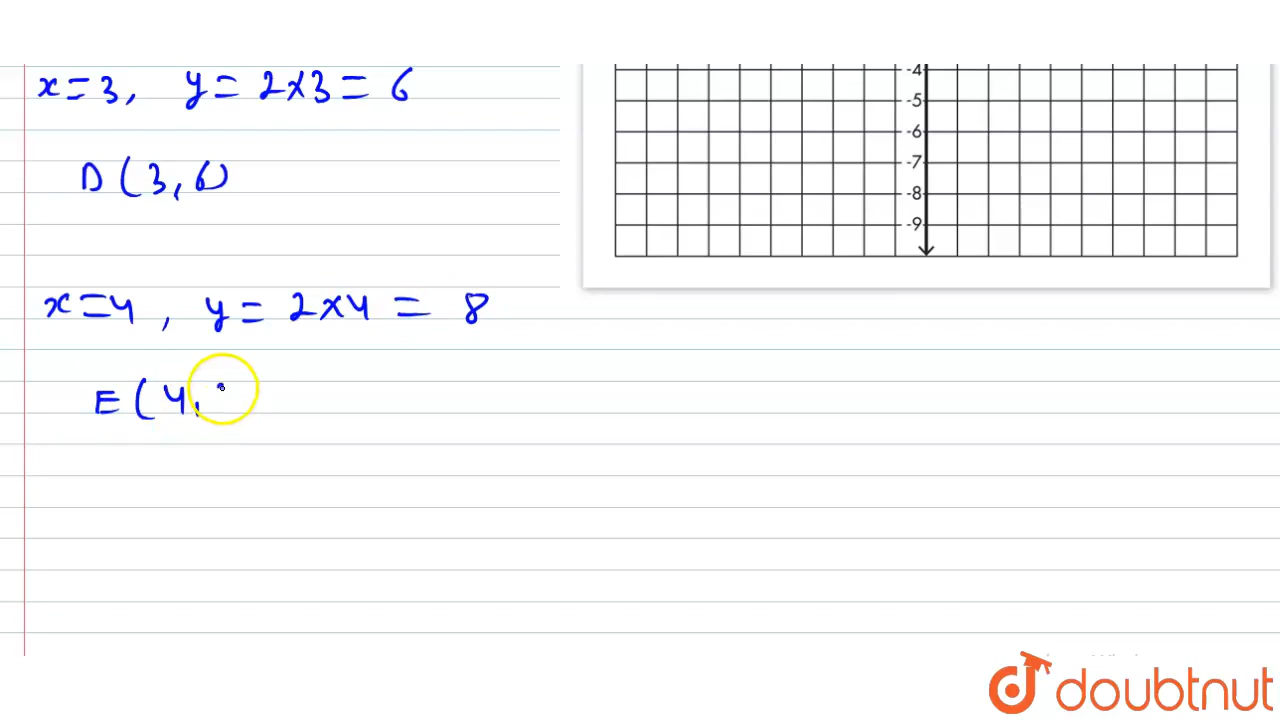 x=3, y=2×3=6
D(3,6)
x=4, y=2×4=8
E(4,
-4
-5
-6
-7
-8
-9
doubtnut